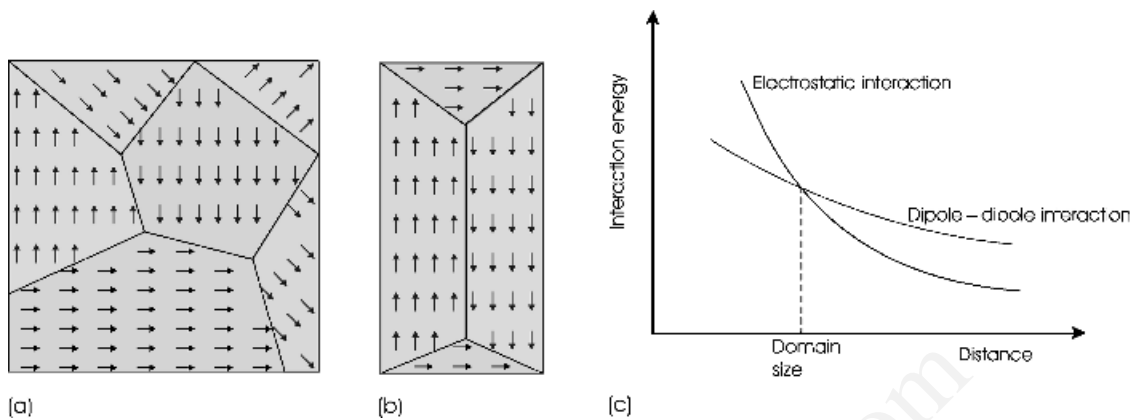 Interaction energy
Electrostatic interaction
Dipole – dipole interaction
Domain
size
Distance
(a)
(b)
(c)